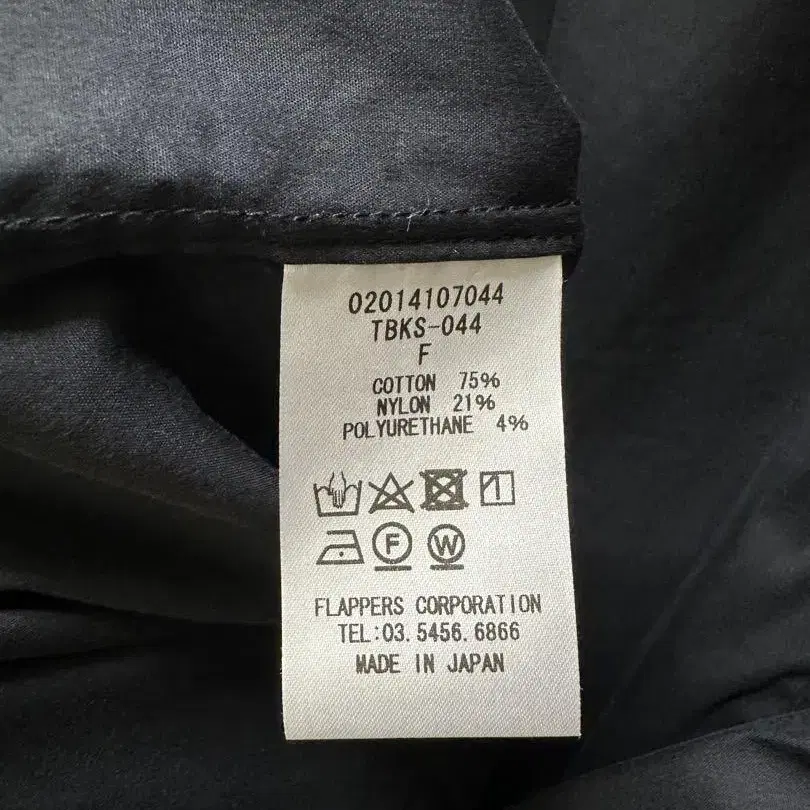 02014107044
TBKS-044
F
COTTON 75%
NYLON 21%
POLYURETHANE 4%
F W
FLAPPERS CORPORATION
TEL:03.5456.6866
MADE IN JAPAN